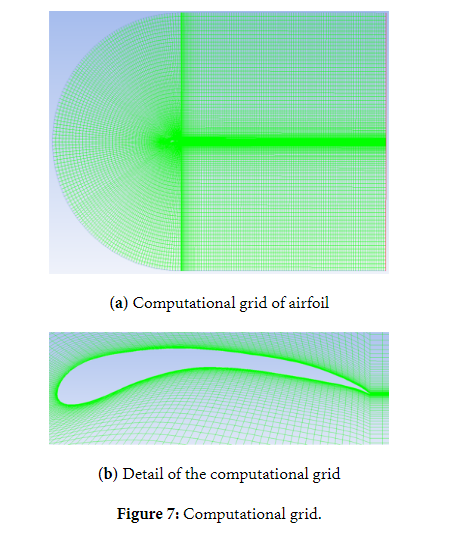 (a) Computational grid of airfoil
(b) Detail of the computational grid
Figure 7: Computational grid.